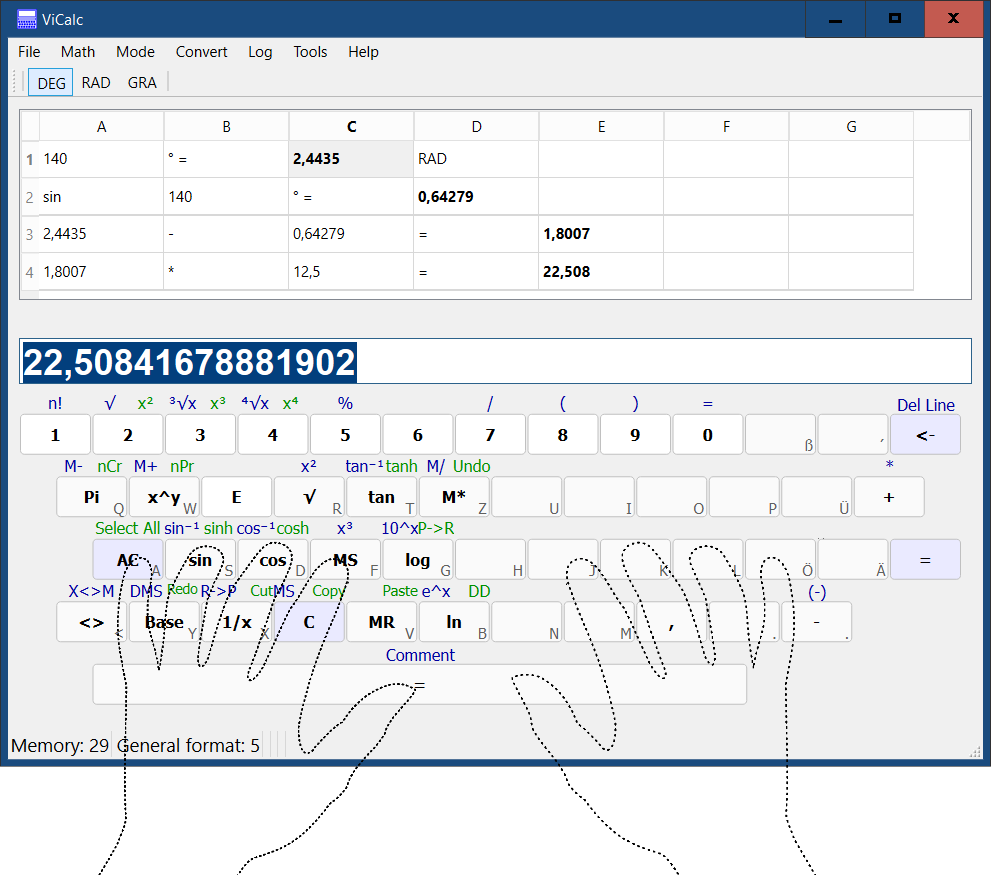 ViCalc
File Math Mode Convert Log Tools Help
DEG RAD GRA
A B C D E F G
1 140 ° = 2,4435 RAD
2 sin 140 ° = 0,64279
3 2,4435 - 0,64279 = 1,8007
4 1,8007 * 12,5 = 22,508
22,50841678881902
n! √ x² ³√x x³ ⁴√x x⁴ % / ( ) = Del Line
1 2 3 4 5 6 7 8 9 0 ß ´ <-
M- nCr M+ nPr x² tan⁻¹ tanh M/ Undo *
Pi Q x^y W E √ R tan T M* Z U I O P Ü +
Select All sin⁻¹ sinh cos⁻¹ cosh x³ 10^x P->R
AC A sin S cos D MS F log G H J K L Ö Ä =
X<>M DMS Redo R->P Cut MS Copy Paste e^x DD (-)
<> < Base Y 1/x X C MR V ln B N M , . - .
Comment
=
Memory: 29 General format: 5